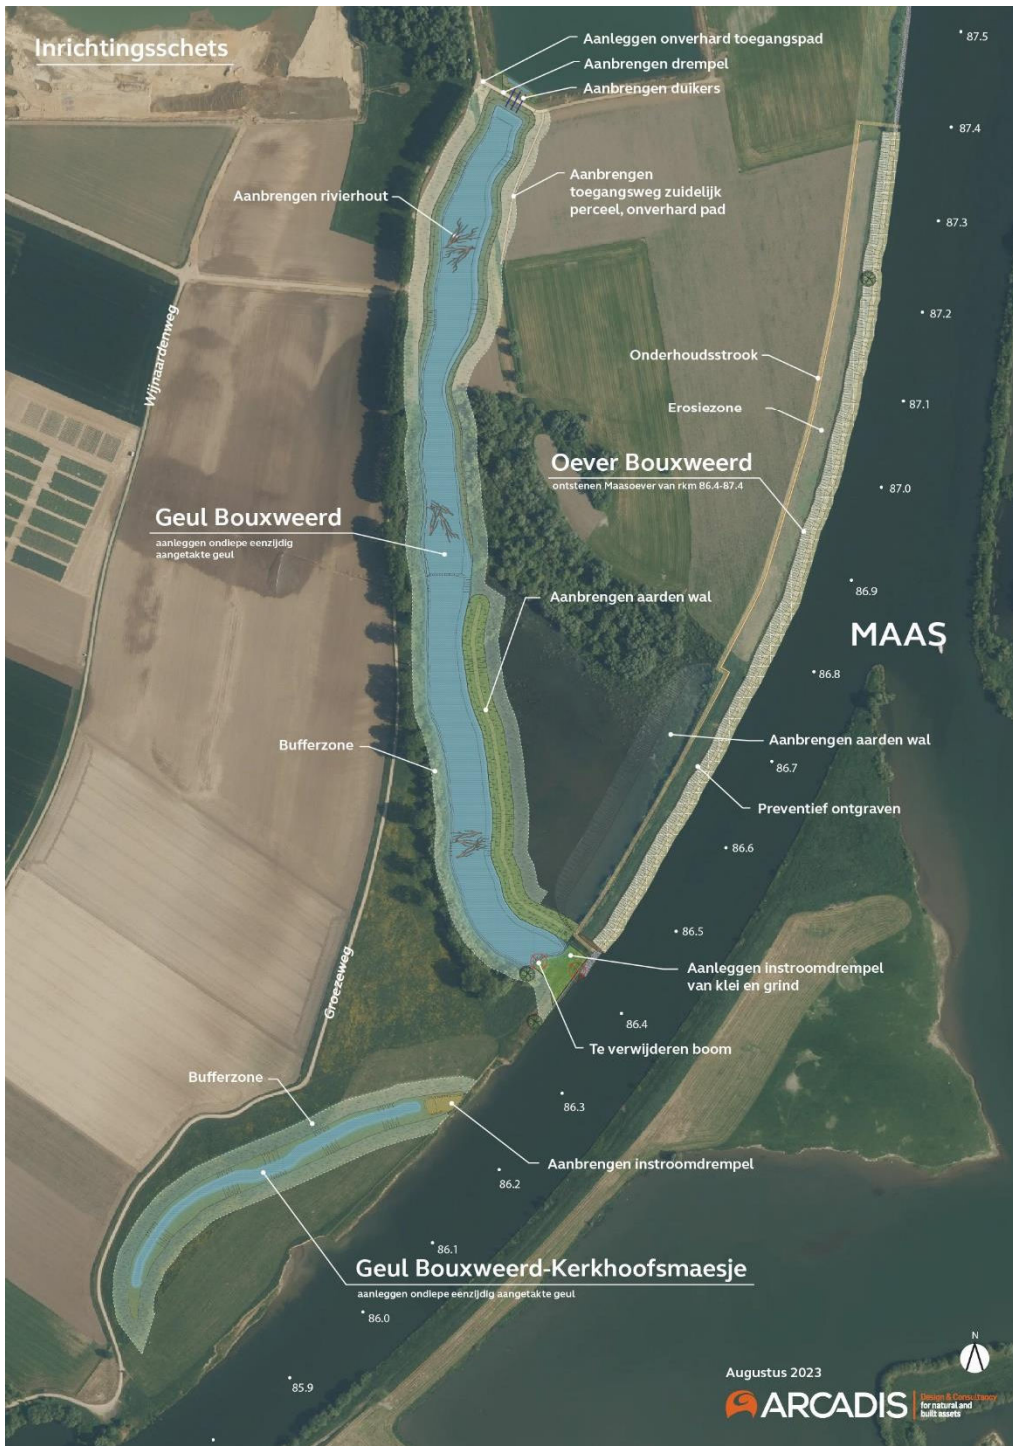 Inrichtingsschets
Aanleggen onverhard toegangspad
Aanbrengen drempel
Aanbrengen duikers
87.5
87.4
Aanbrengen
toegangsweg zuidelijk
perceel, onverhard pad
Aanbrengen rivierhout
87.3
87.2
Wijnaardenweg
Onderhoudsstrook
87.1
Erosiezone
Oever Bouxweerd
ontstenen Maasoever van rkm 86.4-87.4
87.0
Geul Bouxweerd
aanleggen ondiepe eenzijdig
aangetakte geul
86.9
Aanbrengen aarden wal
MAAS
86.8
Bufferzone
Aanbrengen aarden wal
86.7
Preventief ontgraven
86.6
86.5
Groezeweg
Aanleggen instroomdrempel
van klei en grind
86.4
Te verwijderen boom
Bufferzone
86.3
Aanbrengen instroomdrempel
86.2
86.1
Geul Bouxweerd-Kerkhoofsmaesje
aanleggen ondiepe eenzijdig aangetakte geul
86.0
N
85.9
Augustus 2023
ARCADIS
Design & Consultancy
for natural and
built assets